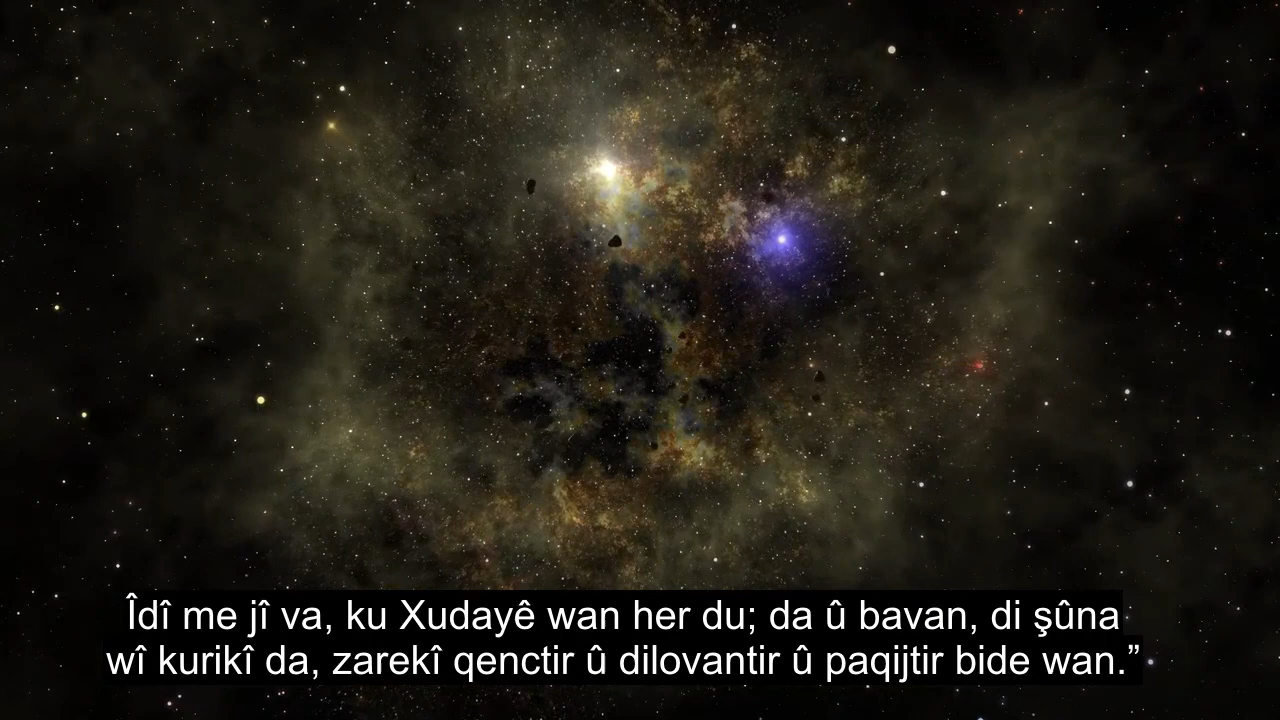 Îdî me jî va, ku Xudayê wan her du; da û bavan, di şûna
wî kurikî da, zarekî qenctir û dilovantir û paqijtir bide wan.”